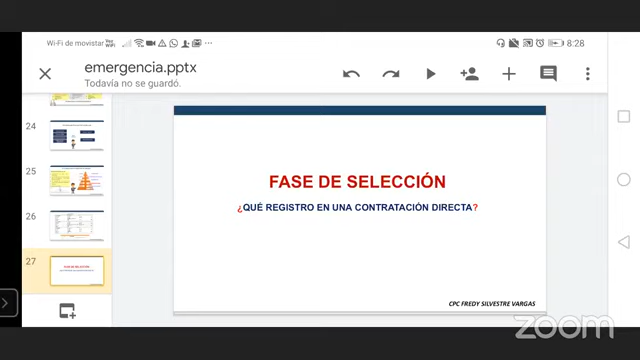 Wi-Fi de movistar
8:28
emergencia.pptx
Todavía no se guardó.
24
25
26
27
FASE DE SELECCIÓN
¿QUÉ REGISTRO EN UNA CONTRATACIÓN DIRECTA?
CPC FREDY SILVESTRE VARGAS
zoom